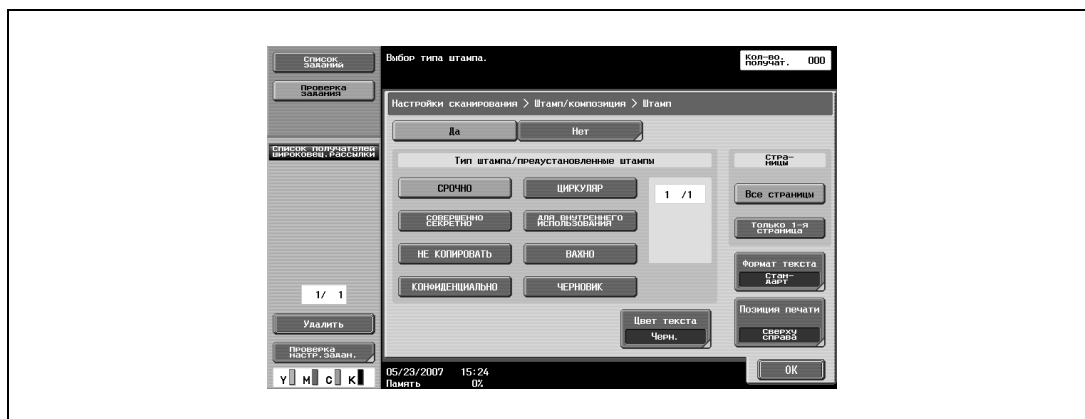 Список
заданий
Проверка
задания
Список получателей
широковещ.рассылки
1/ 1
Удалить
Проверка
настр.задан.
Y M C K
Выбор типа штампа.
Кол-во.
получат. 000
Настройки сканирования > Штамп/композиция > Штамп
Да
Нет
Тип штампа/предустановленные штампы
СРОЧНО
ЦИРКУЛЯР
СОВЕРШЕННО
СЕКРЕТНО
ДЛЯ ВНУТРЕННЕГО
ИСПОЛЬЗОВАНИЯ
НЕ КОПИРОВАТЬ
ВАЖНО
КОНФИДЕНЦИАЛЬНО
ЧЕРНОВИК
1 /1
Стра-
ницы
Все страницы
Только 1-я
страница
Формат текста
Стан-
дарт
Цвет текста
Черн.
Позиция печати
Сверху
справа
05/23/2007 15:24
Память 0%
OK